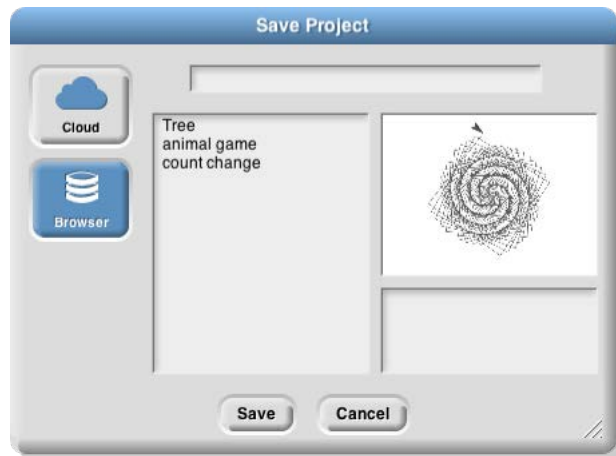 Save Project
Cloud
Browser
Tree
animal game
count change
Save
Cancel